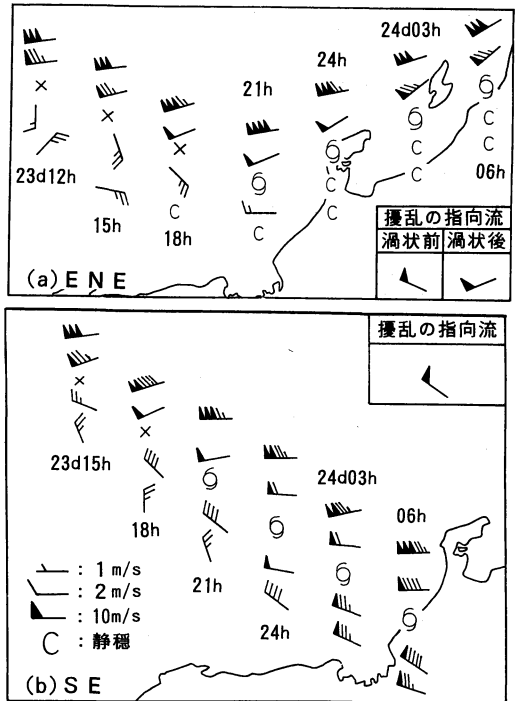 24d03h
24h
21h
23d12h
15h
18h
06h
擾乱の指向流
渦状前 渦状後
(a) ENE
擾乱の指向流
23d15h
18h
21h
24h
24d03h
06h
: 1 m/s
: 2 m/s
: 10m/s
C : 静穏
(b) SE